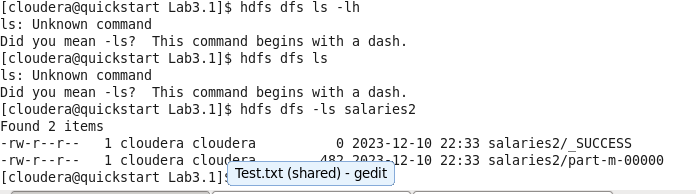 [cloudera@quickstart Lab3.1]$ hdfs dfs ls -lh
ls: Unknown command
Did you mean -ls?  This command begins with a dash.
[cloudera@quickstart Lab3.1]$ hdfs dfs ls
ls: Unknown command
Did you mean -ls?  This command begins with a dash.
[cloudera@quickstart Lab3.1]$ hdfs dfs -ls salaries2
Found 2 items
-rw-r--r--   1 cloudera cloudera          0 2023-12-10 22:33 salaries2/_SUCCESS
-rw-r--r--   1 cloudera cloudera        482 2023-12-10 22:33 salaries2/part-m-00000
[cloudera@quickstart Lab3.1]
Test.txt (shared) - gedit